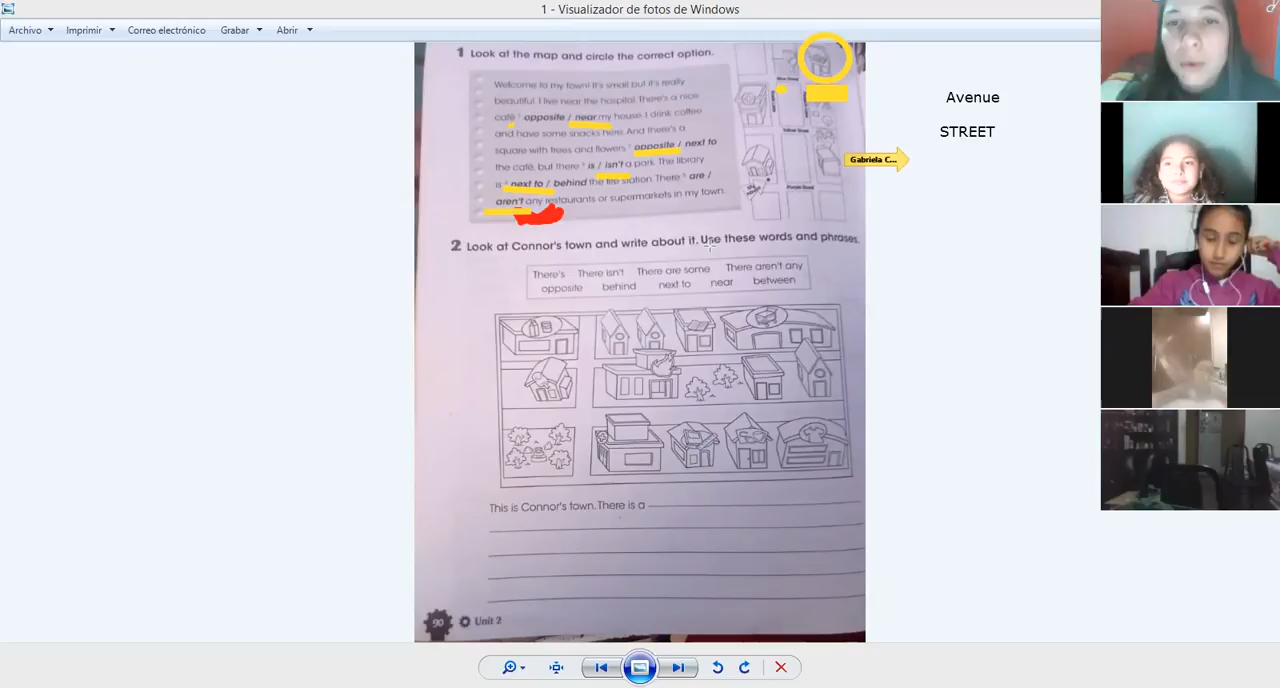 1 - Visualizador de fotos de Windows
Archivo Imprimir Correo electrónico Grabar Abrir
1 Look at the map and circle the correct option.
Welcome to my town! It's small but it's really
beautiful. I live near the hospital. There's a nice
café opposite / near my house. I drink coffee
and have some snacks here. And there's a
square with trees and flowers opposite / next to
the café, but there is / isn't a park. The library
is next to / behind the fire station. There are /
aren't any restaurants or supermarkets in my town.
Avenue
STREET
Gabriela C...
2 Look at Connor's town and write about it. Use these words and phrases.
There's There isn't There are some There aren't any
opposite behind next to near between
This is Connor's town. There is a
90 Unit 2